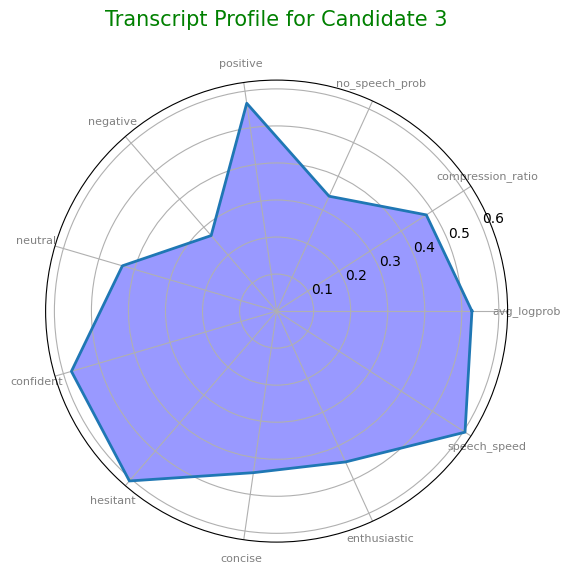 Transcript Profile for Candidate 3
positive
no_speech_prob
negative
compression_ratio
0.6
0.5
neutral
0.4
0.3
0.2
0.1
avg_logprob
confident
speech_speed
hesitant
enthusiastic
concise